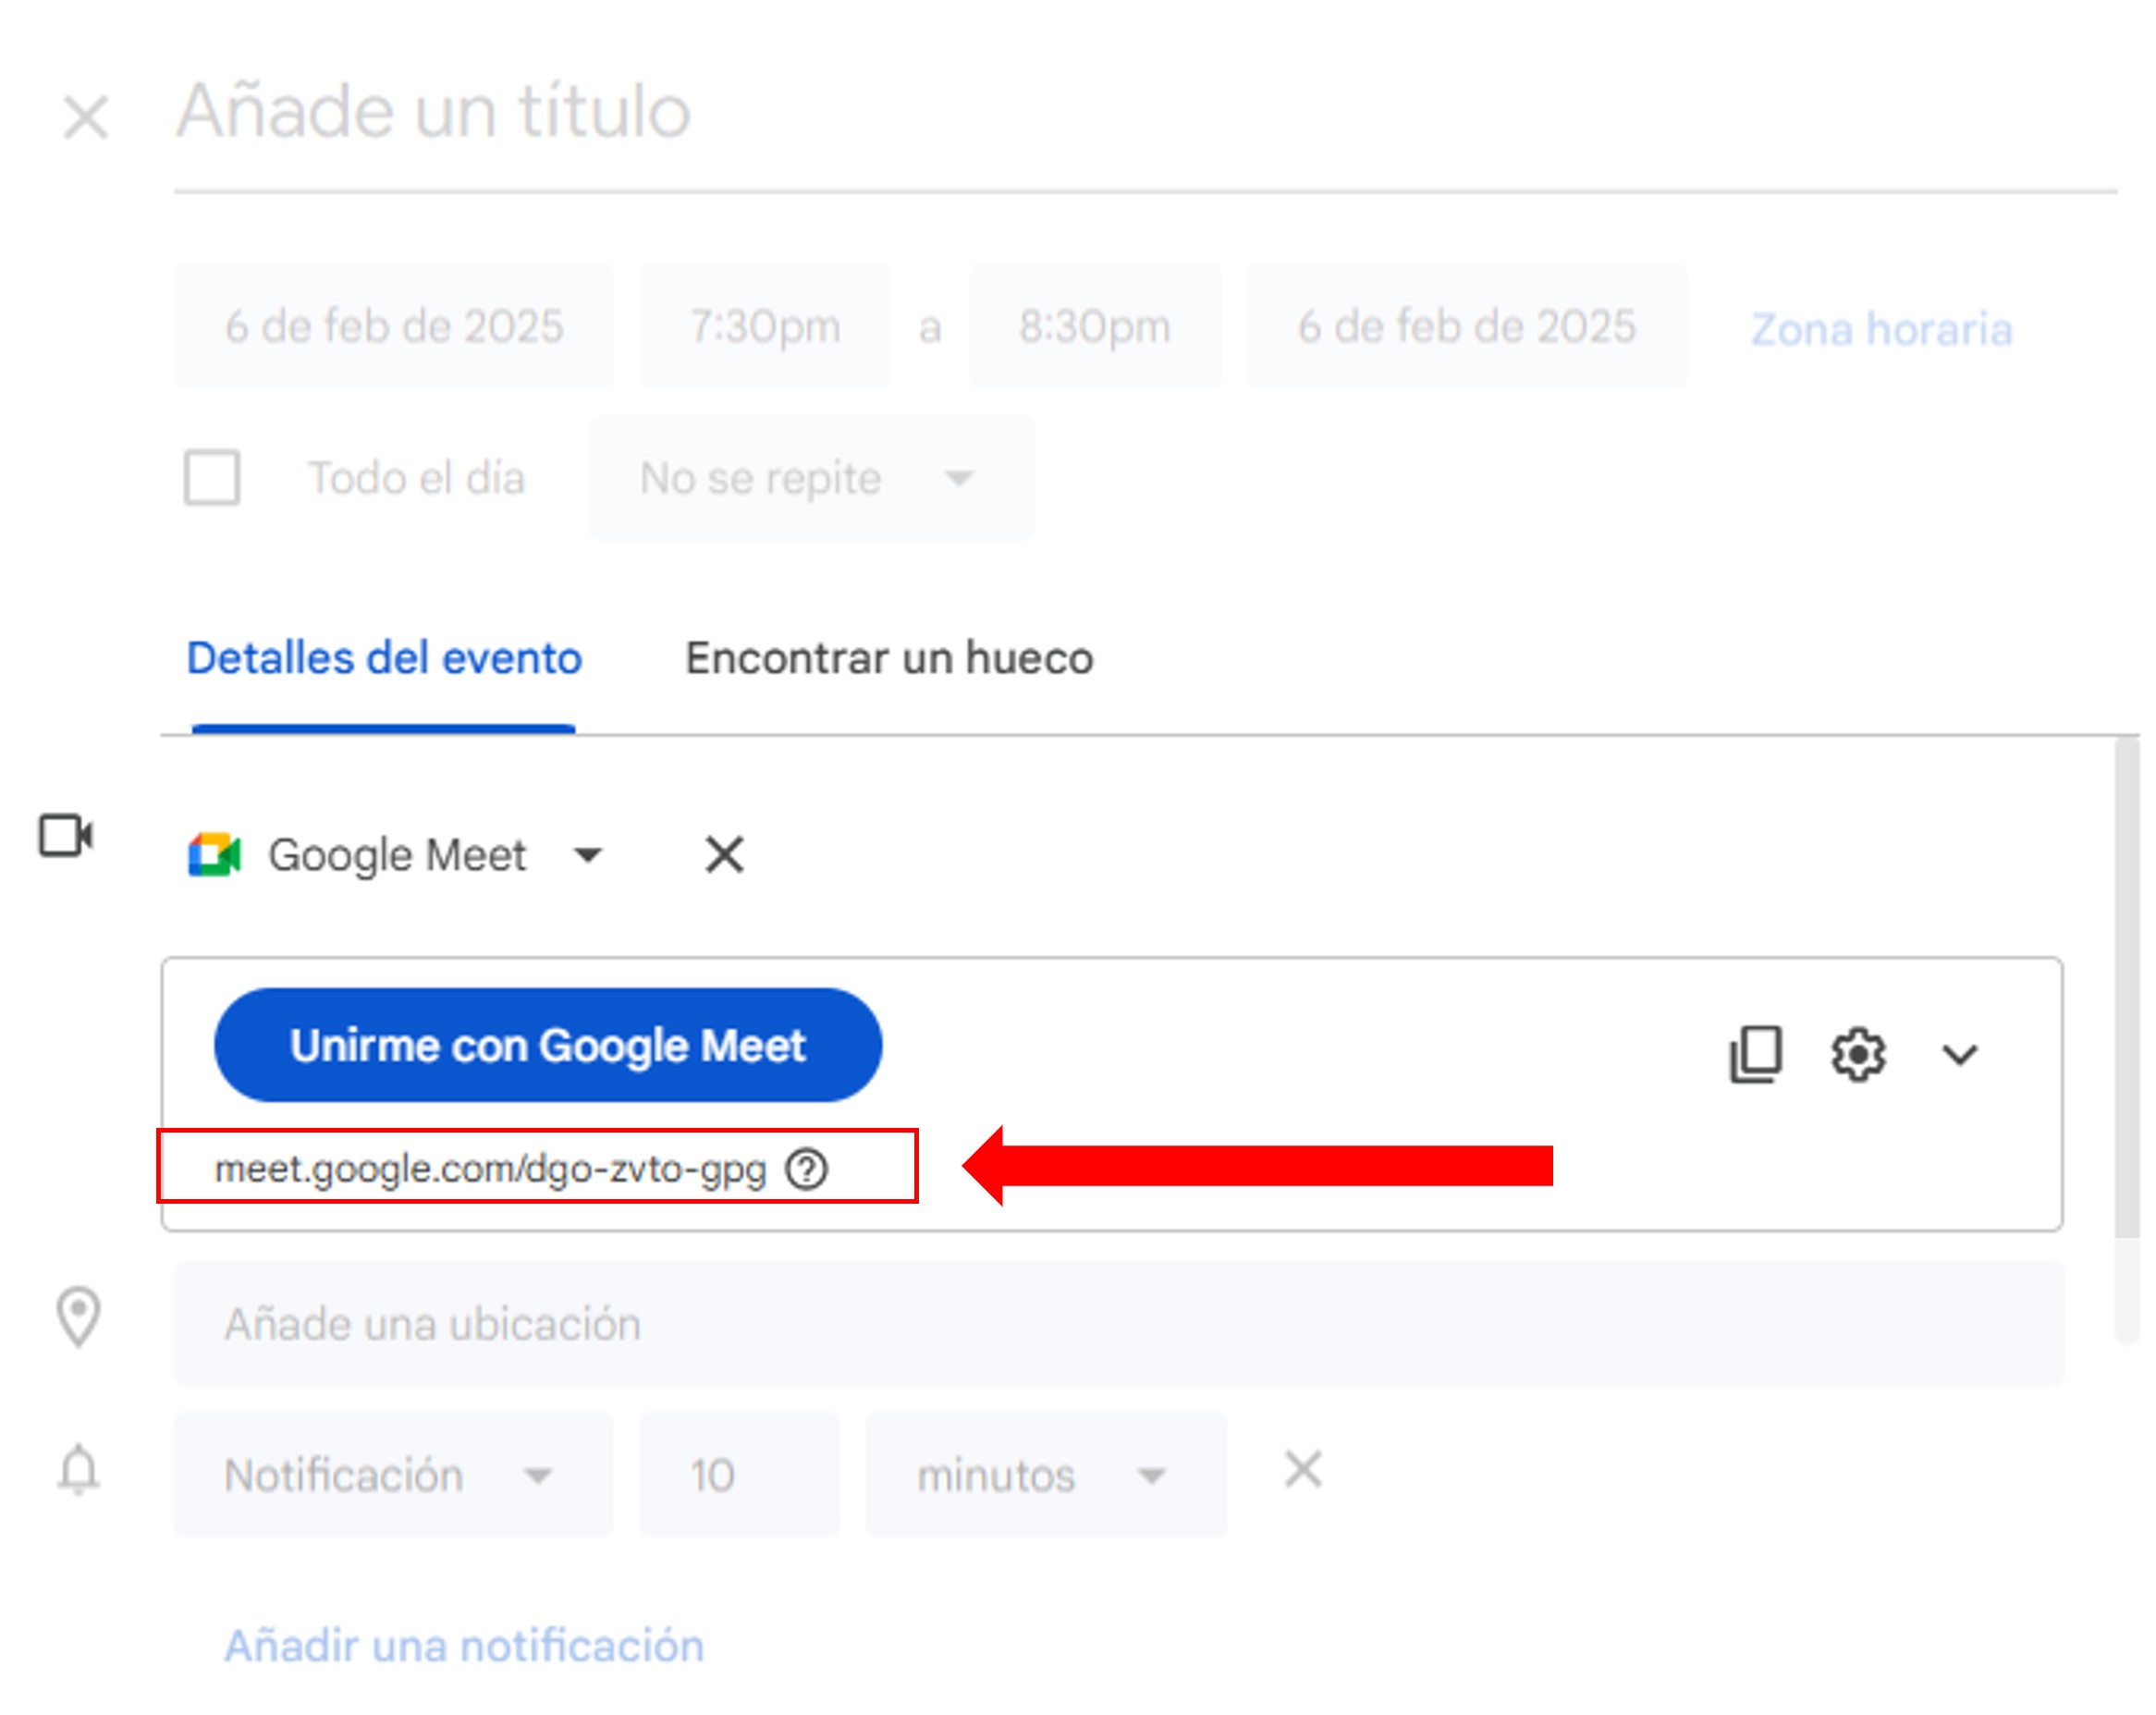 Añade un título
6 de feb de 2025 7:30pm a 8:30pm 6 de feb de 2025 Zona horaria
Todo el día No se repite
Detalles del evento Encontrar un hueco
Google Meet
Unirme con Google Meet
meet.google.com/dgo-zvto-gpg
Añade una ubicación
Notificación 10 minutos
Añadir una notificación